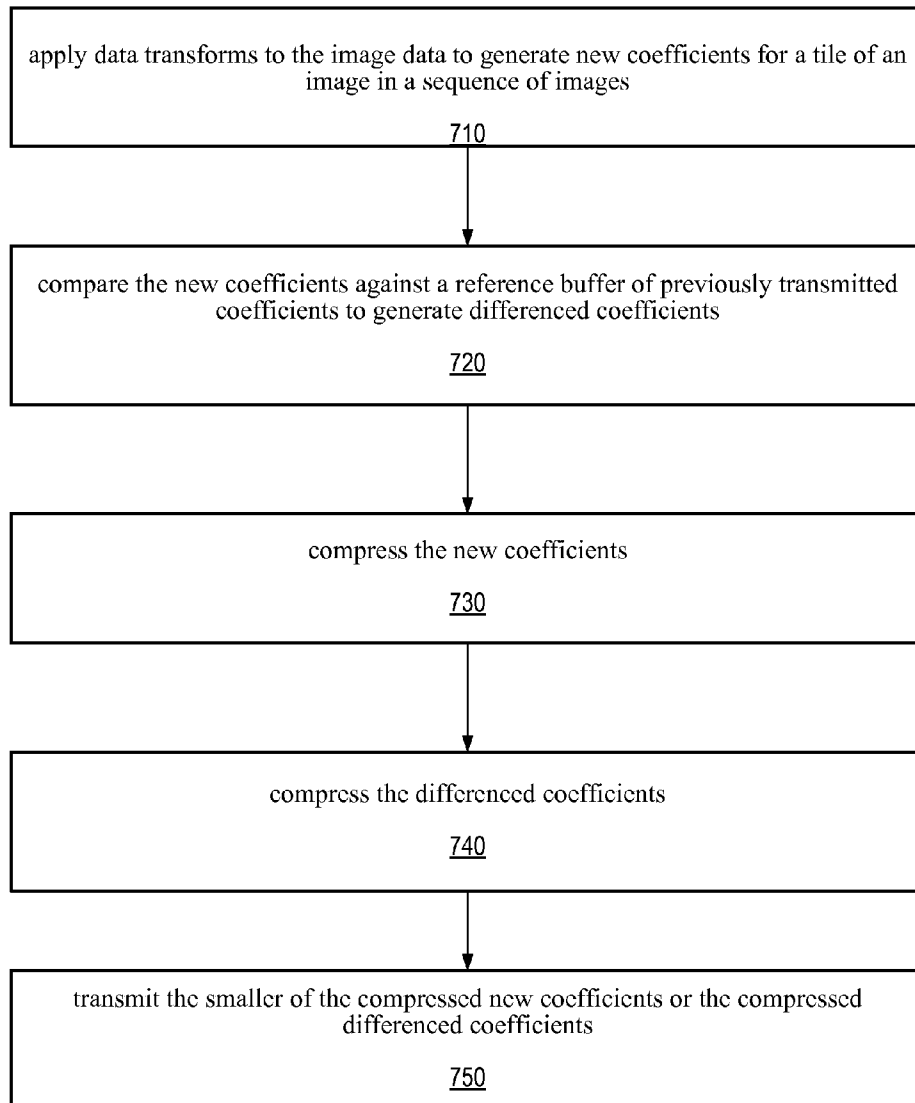 apply data transforms to the image data to generate new coefficients for a tile of an
image in a sequence of images
710
compare the new coefficients against a reference buffer of previously transmitted
coefficients to generate differenced coefficients
720
compress the new coefficients
730
compress the differenced coefficients
740
transmit the smaller of the compressed new coefficients or the compressed
differenced coefficients
750